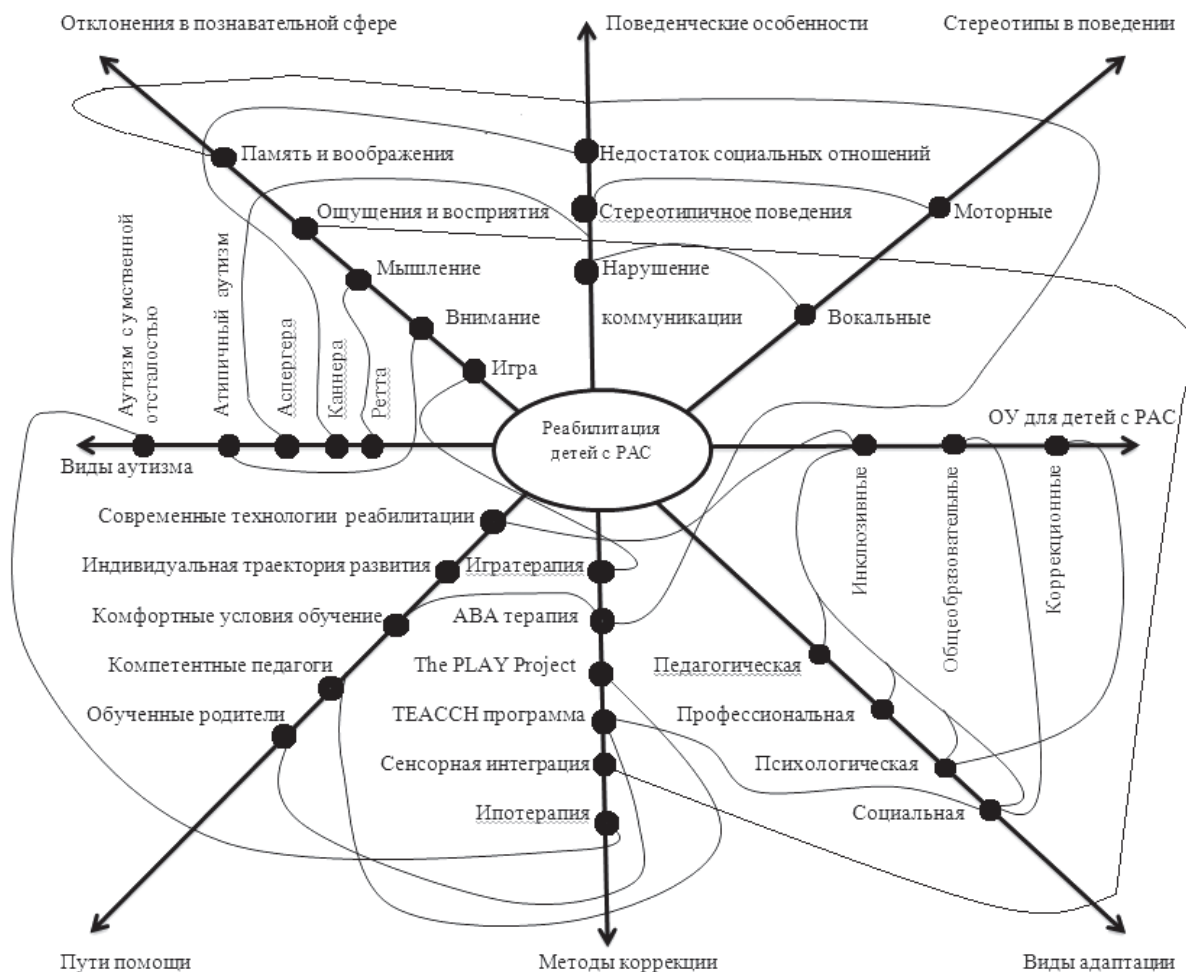 Отклонения в познавательной сфере
Поведенческие особенности
Стереотипы в поведении
Память и воображения
Недостаток социальных отношений
Ощущения и восприятия
Стереотипичное поведения
Моторные
Мышление
Нарушение
коммуникации
Внимание
Вокальные
Игра
Аутизм с умственной
отсталостью
Атипичный аутизм
Аспергера
Каннера
Ретта
Виды аутизма
Реабилитация
детей с РАС
ОУ для детей с РАС
Инклюзивные
Общеобразовательные
Коррекционные
Современные технологии реабилитации
Индивидуальная траектория развития
Комфортные условия обучение
Компетентные педагоги
Обученные родители
Игратерапия
АВА терапия
The PLAY Project
TEACCH программа
Сенсорная интеграция
Ипотерапия
Педагогическая
Профессиональная
Психологическая
Социальная
Пути помощи
Методы коррекции
Виды адаптации